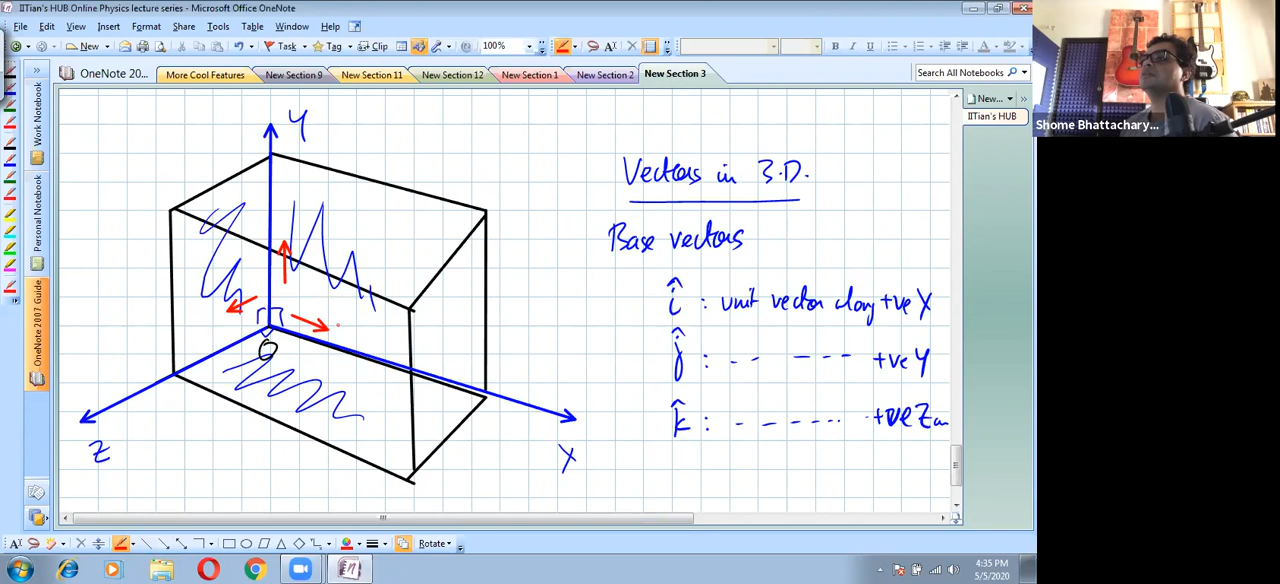 IITian's HUB Online Physics lecture series - Microsoft Office OneNote
File Edit View Insert Format Share Tools Table Window Help
New Task Tag Clip 100% B I U
OneNote 20... More Cool Features New Section 9 New Section 11 New Section 12 New Section 1 New Section 2 New Section 3 Search All Notebooks
Work Notebook
Personal Notebook
OneNote 2007 Guide
New...
IITian's HUB
Shome Bhattachary...
Y
Z
X
O
Vectors in 3.D.
Base vectors
î : unit vector along +ve X
ĵ : -- --- +ve Y
k̂ : - - - ... +ve Z
Rotate
4:35 PM
5/5/2020